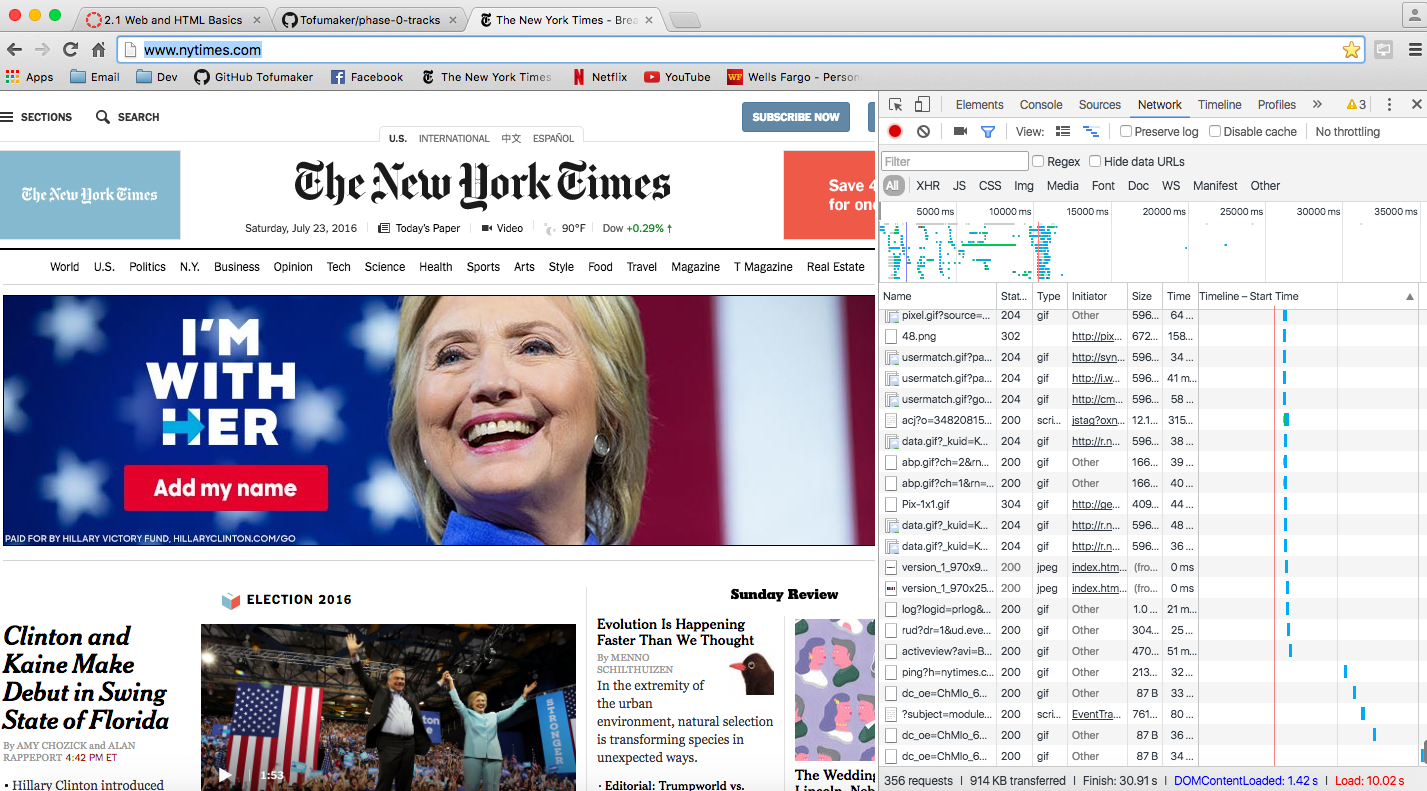 2.1 Web and HTML Basics
Tofumaker/phase-0-tracks
The New York Times - Brea
www.nytimes.com
Apps Email Dev GitHub Tofumaker Facebook The New York Times Netflix YouTube Wells Fargo - Person
SECTIONS SEARCH SUBSCRIBE NOW
U.S. INTERNATIONAL 中文 ESPAÑOL
The New York Times
The New York Times
Save 4
for one
Saturday, July 23, 2016 Today's Paper Video 90°F Dow +0.29% ↑
World U.S. Politics N.Y. Business Opinion Tech Science Health Sports Arts Style Food Travel Magazine T Magazine Real Estate
I'M
WITH
HER
Add my name
PAID FOR BY HILLARY VICTORY FUND, HILLARYCLINTON.COM/GO
ELECTION 2016
Clinton and
Kaine Make
Debut in Swing
State of Florida
By AMY CHOZICK and ALAN
RAPPEPORT 4:42 PM ET
• Hillary Clinton introduced
1:53
STRONGER
Sunday Review
Evolution Is Happening
Faster Than We Thought
By MENNO
SCHILTHUIZEN
In the extremity of
the urban
environment, natural selection
is transforming species in
unexpected ways.
· Editorial: Trumpworld vs.
The Wedding
Elements Console Sources Network Timeline Profiles » 3
View: Preserve log Disable cache No throttling
Filter Regex Hide data URLs
All XHR JS CSS Img Media Font Doc WS Manifest Other
5000 ms 10000 ms 15000 ms 20000 ms 25000 ms 30000 ms 35000 ms
Name Stat... Type Initiator Size Time Timeline – Start Time
pixel.gif?source=... 204 gif Other 596... 64 ...
48.png 302 http://pix... 672... 158...
usermatch.gif?pa... 204 gif http://syn... 596... 34 ...
usermatch.gif?pa... 204 gif http://i.w... 596... 41 m...
usermatch.gif?go... 204 gif http://cm... 596... 58 ...
acj?o=34820815... 200 scri... jstag?oxn... 12.1... 315...
data.gif?_kuid=K... 204 gif http://r.n... 596... 38 ...
abp.gif?ch=2&rn... 200 gif Other 166... 39 ...
abp.gif?ch=1&rn=... 200 gif Other 166... 40 ...
Pix-1x1.gif 304 gif http://ge... 409... 44 ...
data.gif?_kuid=K... 204 gif http://r.n... 596... 48 ...
data.gif?_kuid=K... 204 gif http://r.n... 596... 36 ...
version_1_970x9... 200 jpeg index.htm... (fro... 0 ms
version_1_970x25... 200 jpeg index.htm... (fro... 0 ms
log?logid=prlog&... 200 gif Other 1.0 ... 21 m...
rud?dr=1&ud.eve... 200 gif Other 304... 25 ...
activeview?avi=B... 200 gif Other 470... 51 m...
ping?h=nytimes.c... 200 gif Other 213... 32 ...
dc_oe=ChMIo_6... 200 gif Other 87 B 33 ...
?subject=module... 200 scri... EventTra... 761... 80 ...
dc_oe=ChMIo_6... 200 gif Other 87 B 36 ...
dc_oe=ChMIo_6... 200 gif Other 87 B 34 ...
356 requests | 914 KB transferred | Finish: 30.91 s | DOMContentLoaded: 1.42 s | Load: 10.02 s